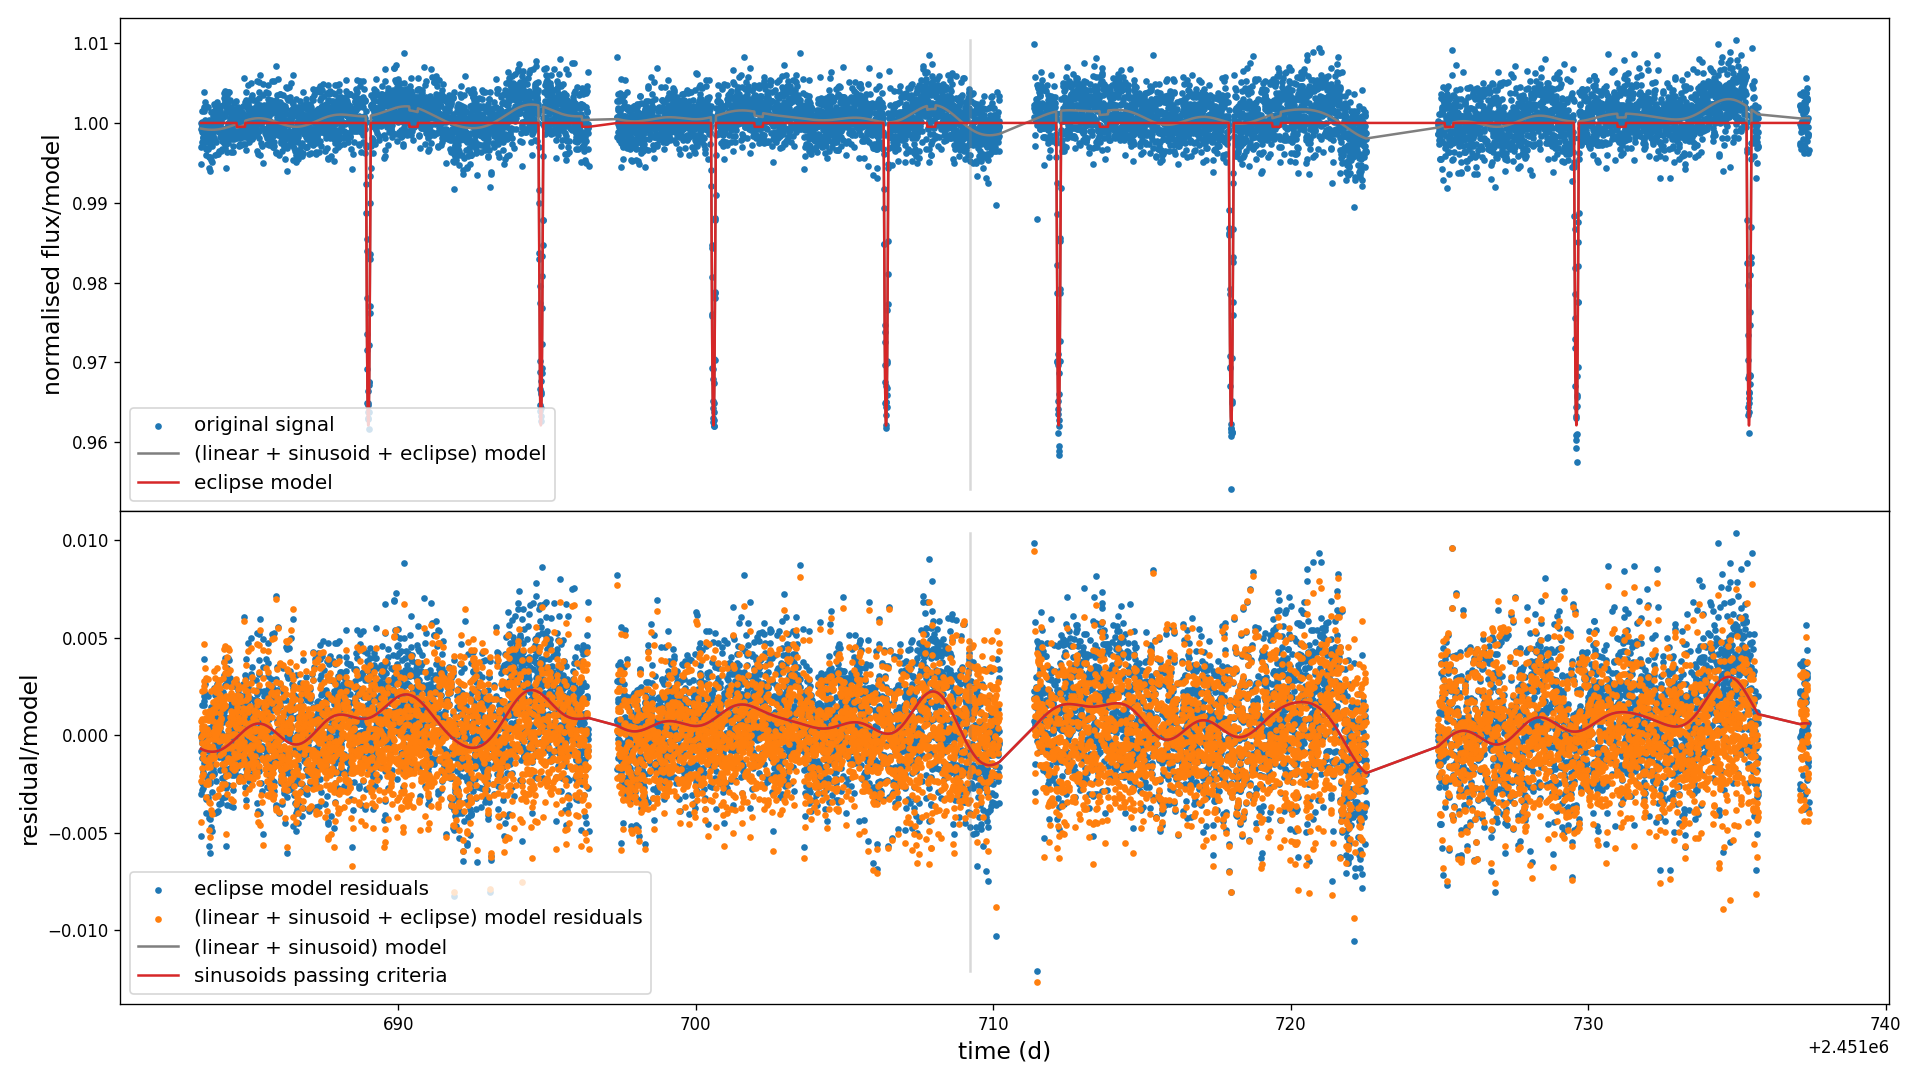 1.01
1.00
0.99
0.98
0.97
0.96
normalised flux/model
original signal
(linear + sinusoid + eclipse) model
eclipse model
0.010
0.005
0.000
−0.005
−0.010
residual/model
eclipse model residuals
(linear + sinusoid + eclipse) model residuals
(linear + sinusoid) model
sinusoids passing criteria
690 700 710 720 730 740
time (d)
+2.451e6